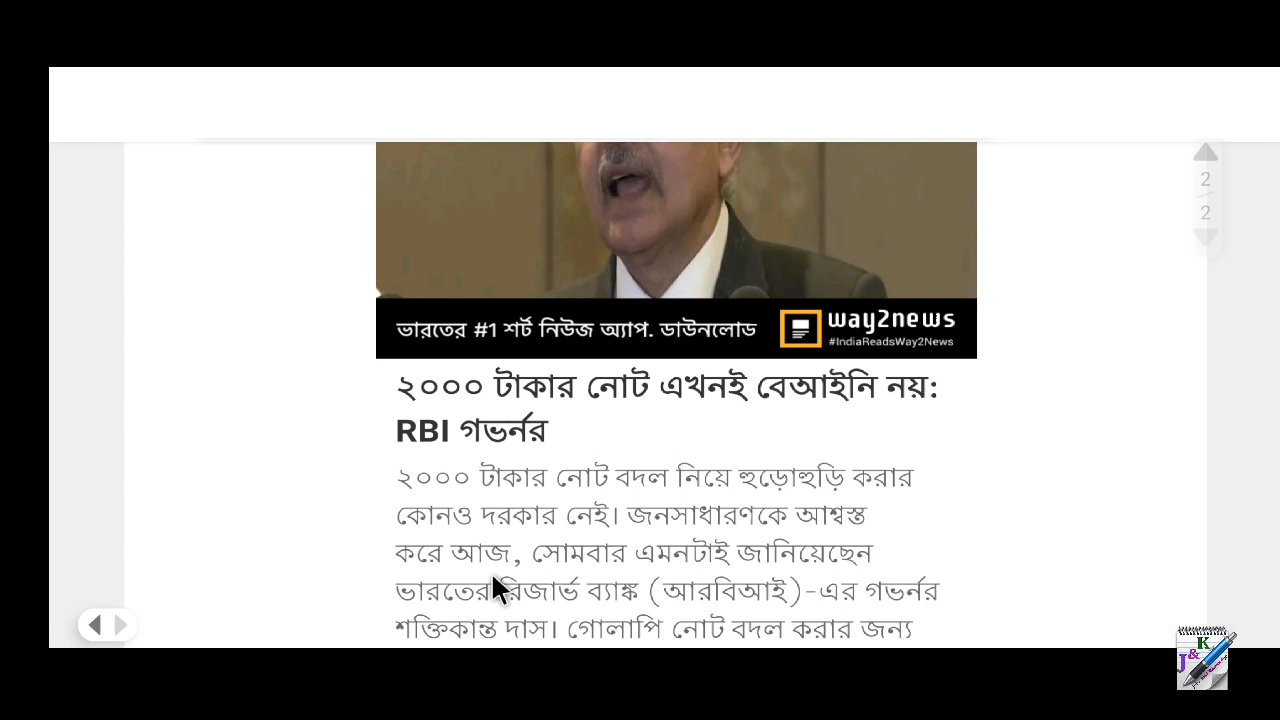 2
2
ভারতের #1 শর্ট নিউজ অ্যাপ. ডাউনলোড
way2news
#IndiaReadsWay2News
২০০০ টাকার নোট এখনই বেআইনি নয়:
RBI গভর্নর
২০০০ টাকার নোট বদল নিয়ে হুড়োহুড়ি করার
কোনও দরকার নেই। জনসাধারণকে আশ্বস্ত
করে আজ, সোমবার এমনটাই জানিয়েছেন
ভারতের রিজার্ভ ব্যাঙ্ক (আরবিআই)-এর গভর্নর
শক্তিকান্ত দাস। গোলাপি নোট বদল করার জন্য
J&K